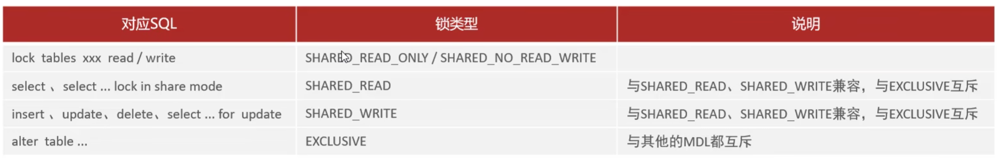 对应SQL 锁类型 说明
lock tables xxx read / write SHARED_READ_ONLY / SHARED_NO_READ_WRITE
select 、select ... lock in share mode SHARED_READ 与SHARED_READ、SHARED_WRITE兼容，与EXCLUSIVE互斥
insert 、update、delete、select ... for update SHARED_WRITE 与SHARED_READ、SHARED_WRITE兼容，与EXCLUSIVE互斥
alter table ... EXCLUSIVE 与其他的MDL都互斥